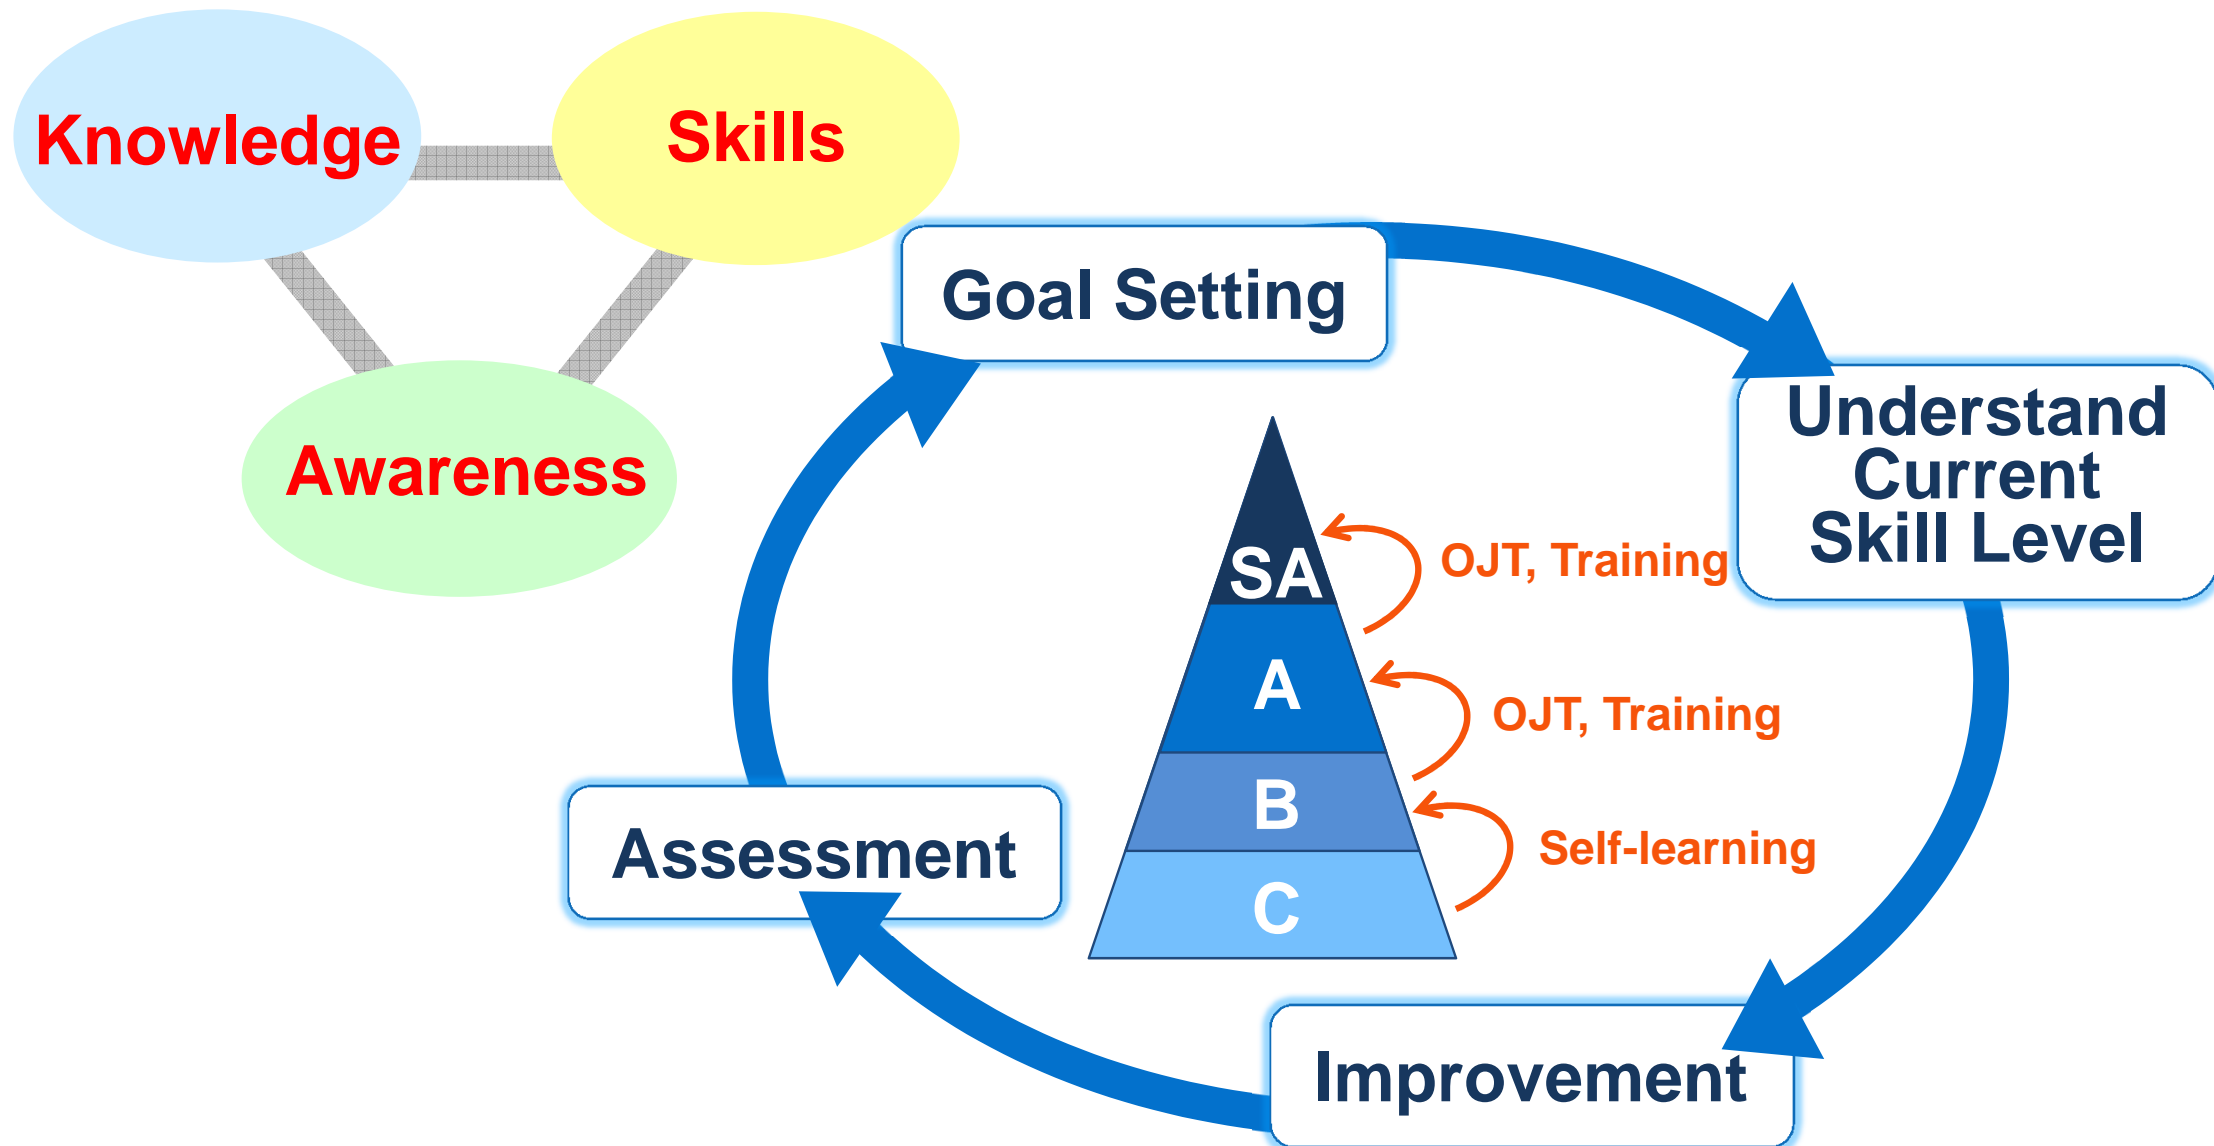 Knowledge
Skills
Awareness
Goal Setting
Understand
Current
Skill Level
SA
OJT, Training
A
OJT, Training
B
Self-learning
C
Assessment
Improvement